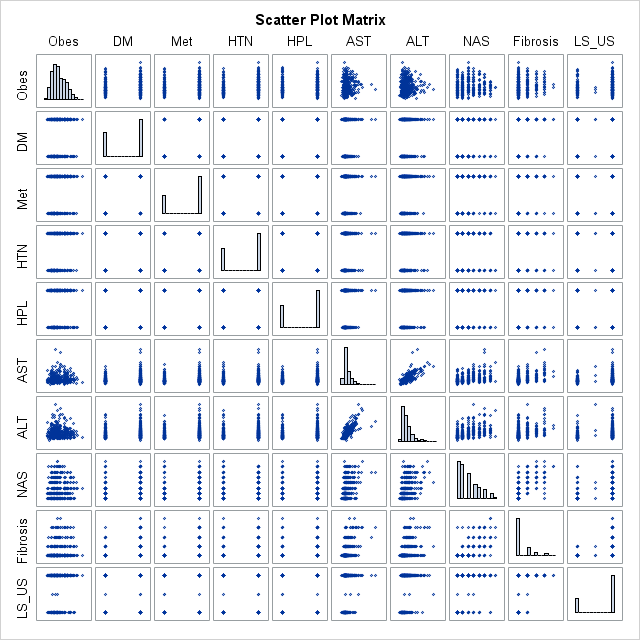 Scatter Plot Matrix
Obes DM Met HTN HPL AST ALT NAS Fibrosis LS_US
Obes
DM
Met
HTN
HPL
AST
ALT
NAS
Fibrosis
LS_US